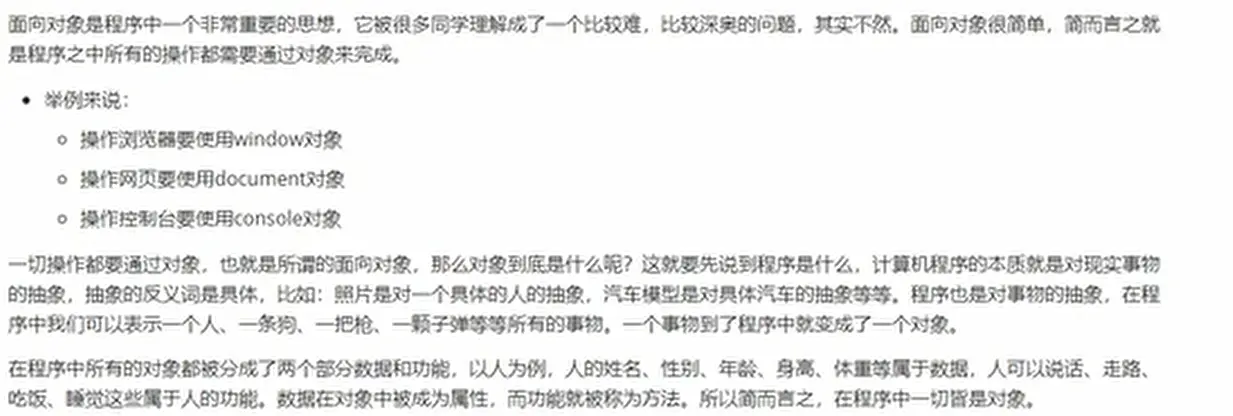 面向对象是程序中一个非常重要的思想，它被很多同学理解成了一个比较难，比较深奥的问题，其实不然。面向对象很简单，简而言之就
是程序之中所有的操作都需要通过对象来完成。
• 举例来说：
◦ 操作浏览器要使用window对象
◦ 操作网页要使用document对象
◦ 操作控制台要使用console对象
一切操作都要通过对象，也就是所谓的面向对象，那么对象到底是什么呢？这就要先说到程序是什么，计算机程序的本质就是对现实事物
的抽象，抽象的反义词是具体，比如：照片是对一个具体的人的抽象，汽车模型是对具体汽车的抽象等等。程序也是对事物的抽象，在程
序中我们可以表示一个人、一条狗、一把枪、一颗子弹等等所有的事物。一个事物到了程序中就变成了一个对象。
在程序中所有的对象都被分成了两个部分数据和功能，以人为例，人的姓名、性别、年龄、身高、体重等属于数据，人可以说话、走路、
吃饭、睡觉这些属于人的功能。数据在对象中被成为属性，而功能就被称为方法。所以简而言之，在程序中一切皆是对象。